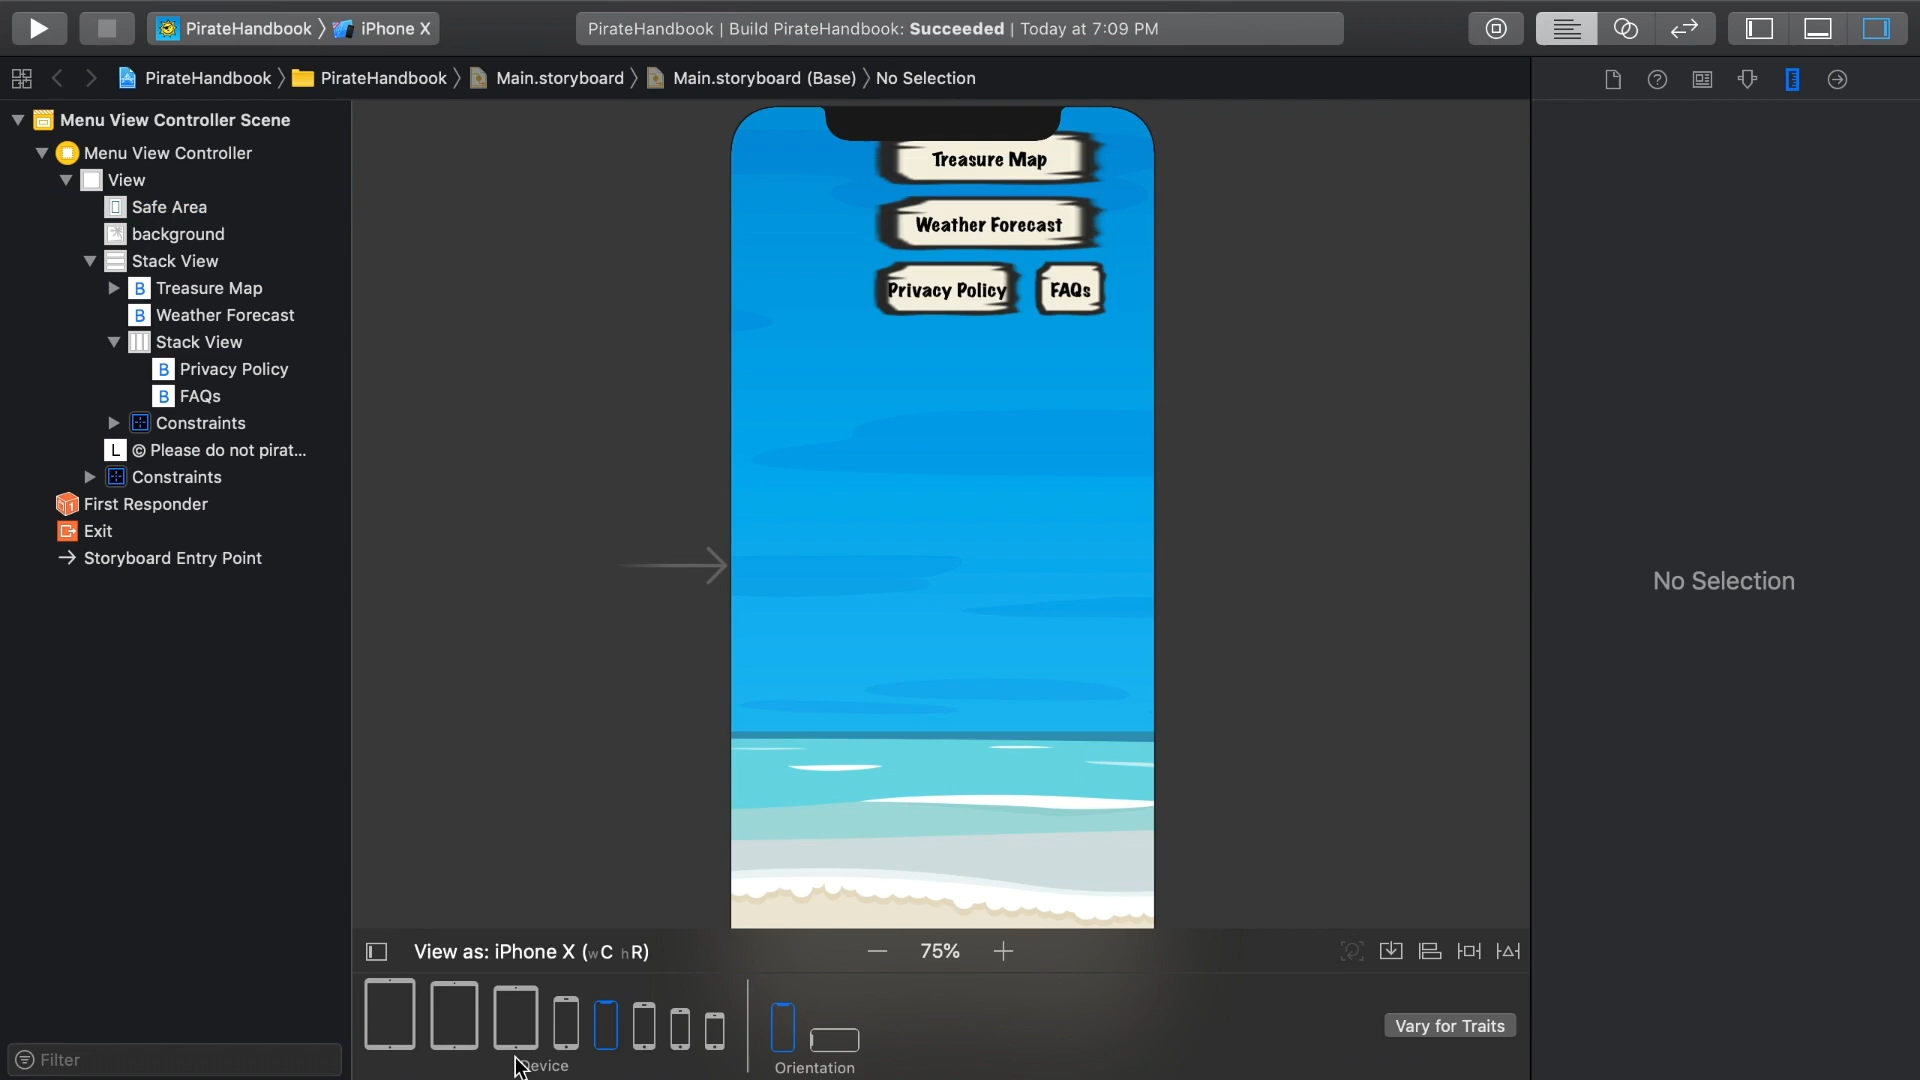 PirateHandbook 〉 iPhone X
PirateHandbook | Build PirateHandbook: Succeeded | Today at 7:09 PM
PirateHandbook 〉 PirateHandbook 〉 Main.storyboard 〉 Main.storyboard (Base) 〉 No Selection
Menu View Controller Scene
Menu View Controller
View
Safe Area
background
Stack View
B Treasure Map
B Weather Forecast
Stack View
B Privacy Policy
B FAQs
Constraints
L © Please do not pirat...
Constraints
First Responder
Exit
Storyboard Entry Point
Filter
Treasure Map
Weather Forecast
Privacy Policy
FAQs
No Selection
View as: iPhone X (wC hR)
75%
Vary for Traits
Orientation